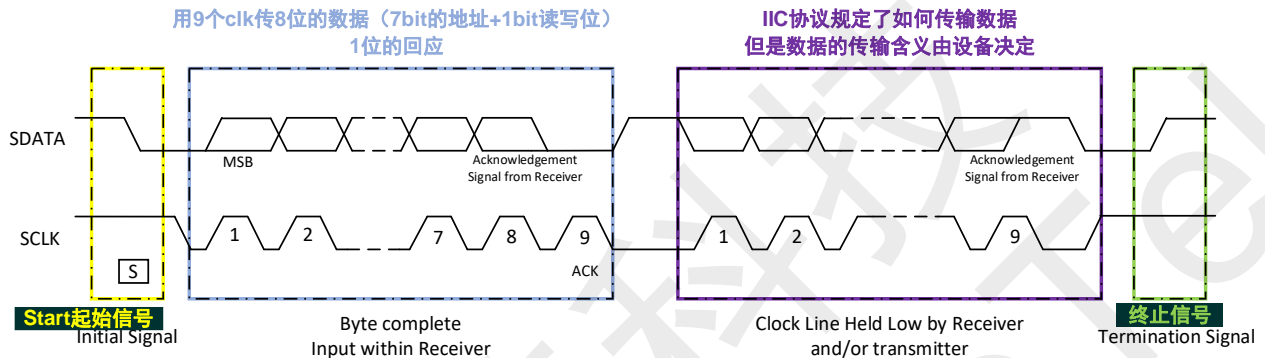 用9个clk传8位的数据（7bit的地址+1bit读写位）
1位的回应
IIC协议规定了如何传输数据
但是数据的传输含义由设备决定
SDATA
MSB
Acknowledgement
Signal from Receiver
Acknowledgement
Signal from Receiver
SCLK
1
2
7
8
9
1
2
9
S
ACK
Start起始信号
Initial Signal
Byte complete
Input within Receiver
Clock Line Held Low by Receiver
and/or transmitter
终止信号
Termination Signal
科技
Tel